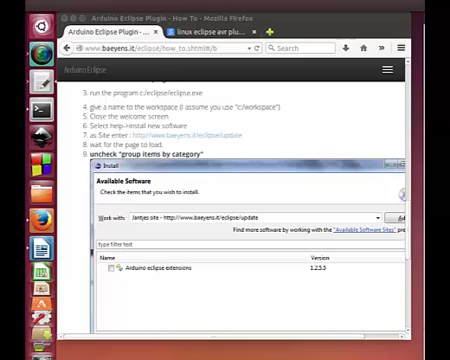 Arduino Eclipse Plugin - How To - Mozilla Firefox
Arduino Eclipse Plugin - ...
linux eclipse avr plu...
www.baeyens.it/eclipse/how_to.shtml#/b
Search
Arduino Eclipse
3. run the program c:/eclipse/eclipse.exe
4. give a name to the workspace (I assume you use "c:/workspace")
5. Close the welcome screen
6. Select help->install new software
7. as Site enter : http://www.baeyens.it/eclipse/update
8. wait for the page to load.
9. uncheck "group items by category"
Install
Available Software
Check the items that you wish to install.
Work with: Jantjes site - http://www.baeyens.it/eclipse/update
Find more software by working with the "Available Software Sites" pre
type filter text
Name Version
Arduino eclipse extensions